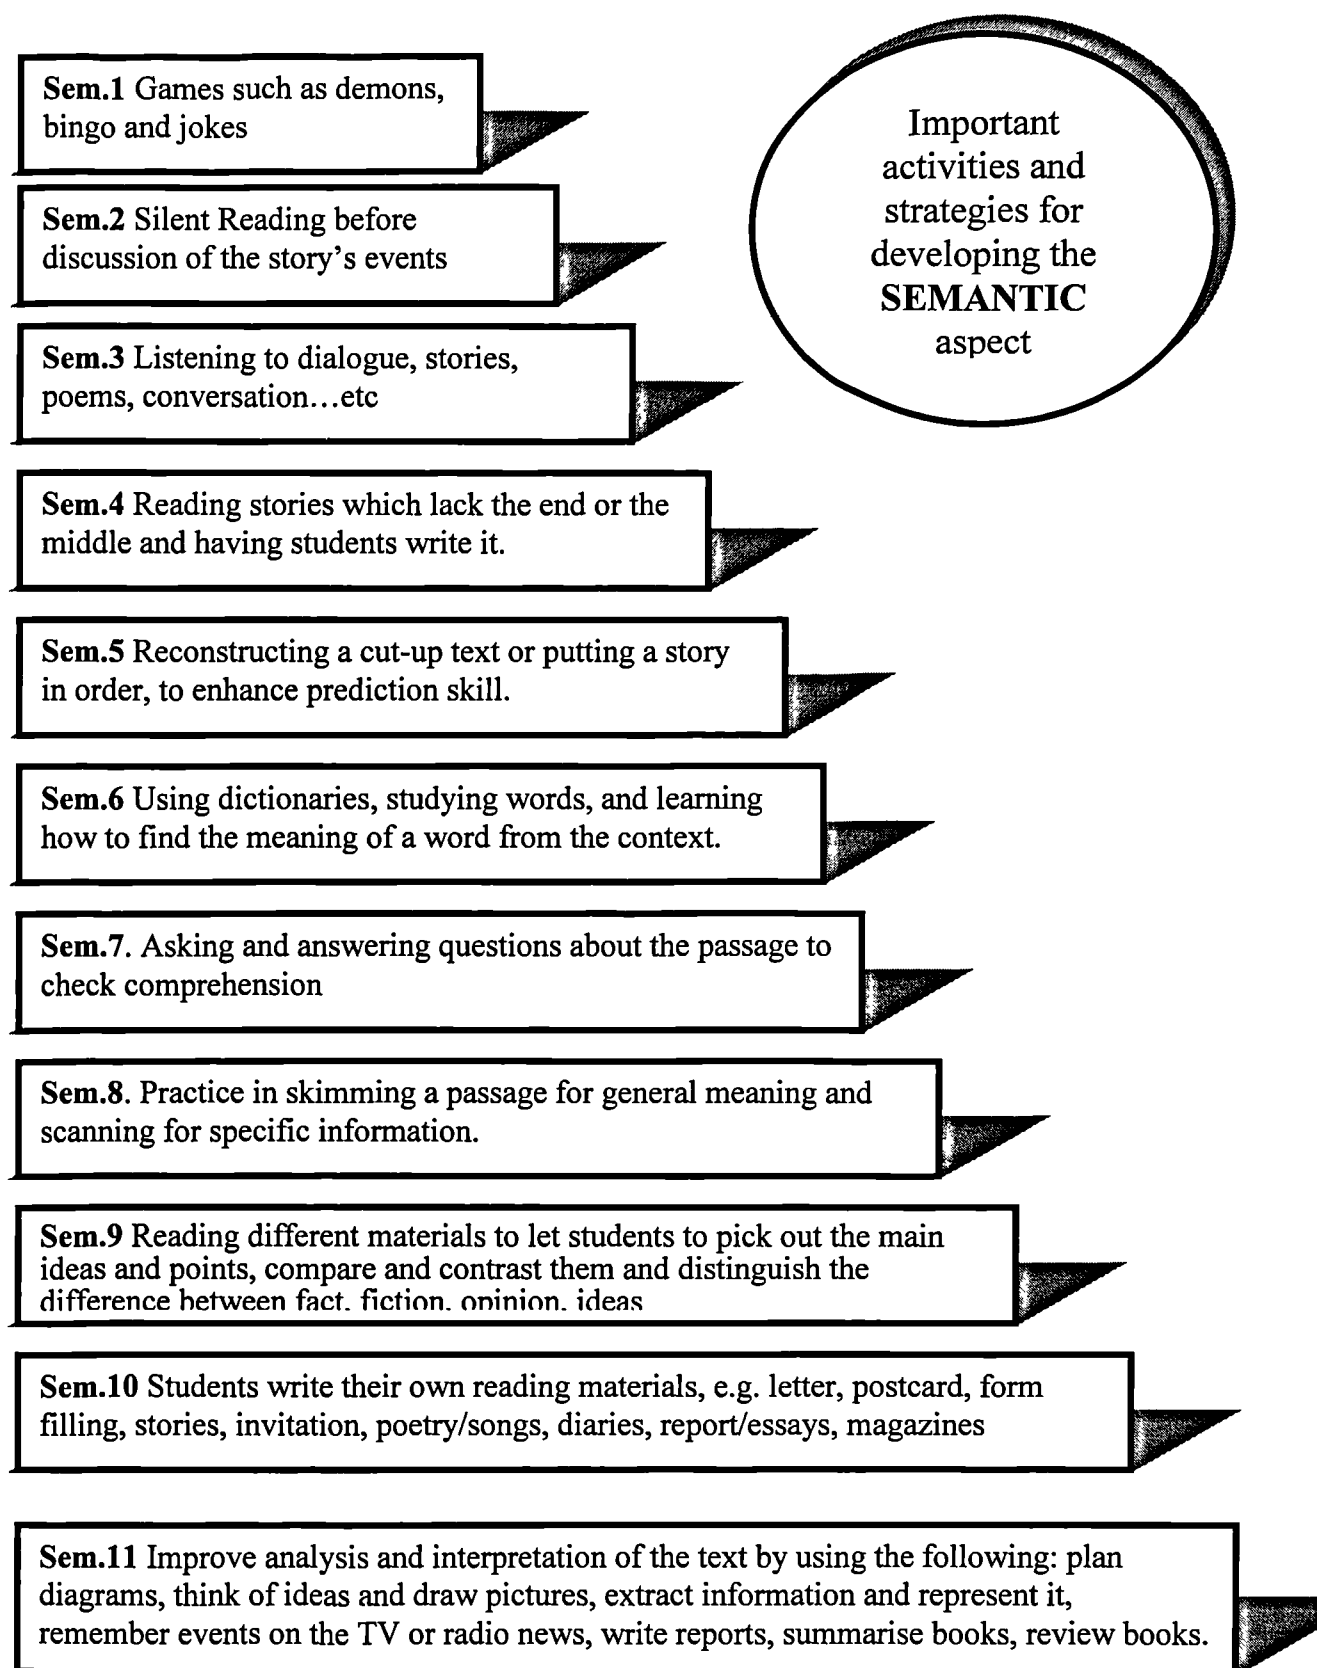 Sem.1 Games such as demons,
bingo and jokes
Important
activities and
strategies for
developing the
SEMANTIC
aspect
Sem.2 Silent Reading before
discussion of the story's events
Sem.3 Listening to dialogue, stories,
poems, conversation...etc
Sem.4 Reading stories which lack the end or the
middle and having students write it.
Sem.5 Reconstructing a cut-up text or putting a story
in order, to enhance prediction skill.
Sem.6 Using dictionaries, studying words, and learning
how to find the meaning of a word from the context.
Sem.7. Asking and answering questions about the passage to
check comprehension
Sem.8. Practice in skimming a passage for general meaning and
scanning for specific information.
Sem.9 Reading different materials to let students to pick out the main
ideas and points, compare and contrast them and distinguish the
difference between fact, fiction, opinion, ideas
Sem.10 Students write their own reading materials, e.g. letter, postcard, form
filling, stories, invitation, poetry/songs, diaries, report/essays, magazines
Sem.11 Improve analysis and interpretation of the text by using the following: plan
diagrams, think of ideas and draw pictures, extract information and represent it,
remember events on the TV or radio news, write reports, summarise books, review books.